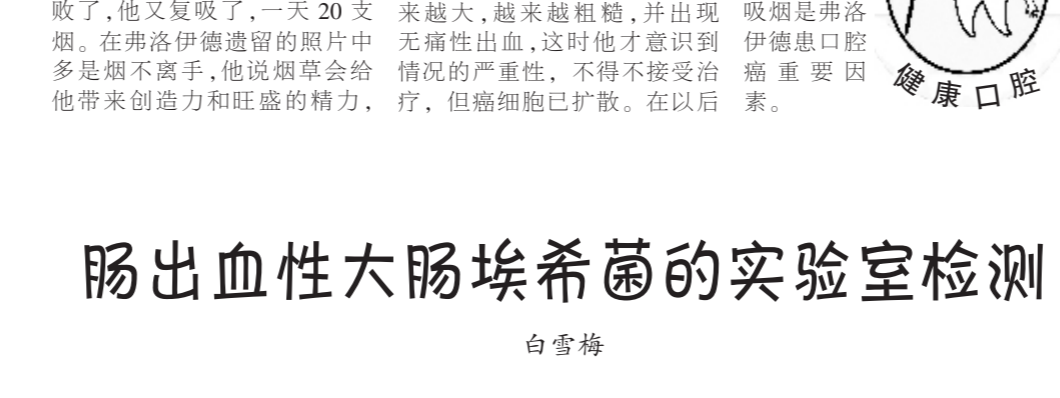 败了,他又复吸了,一天 20 支
烟。在弗洛伊德遗留的照片中
多是烟不离手,他说烟草会给
他带来创造力和旺盛的精力,
来越大,越来越粗糙,并出现
无痛性出血,这时他才意识到
情况的严重性，不得不接受治
疗，但癌细胞已扩散。在以后
吸烟是弗洛
伊德患口腔
癌重要因
素。
健康口腔
肠出血性大肠埃希菌的实验室检测
白雪梅